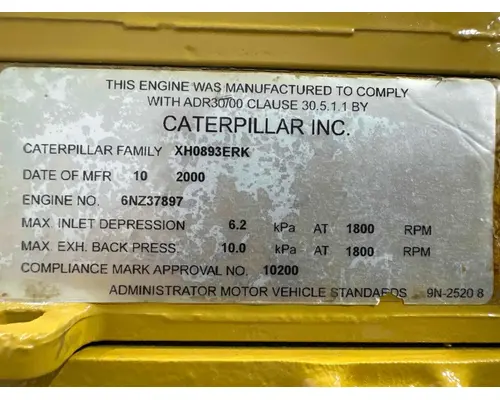 THIS ENGINE WAS MANUFACTURED TO COMPLY
WITH ADR30/00 CLAUSE 30.5.1.1 BY
CATERPILLAR INC.
CATERPILLAR FAMILY XH0893ERK
DATE OF MFR 10 2000
ENGINE NO. 6NZ37897
MAX. INLET DEPRESSION 6.2 kPa AT 1800 RPM
MAX. EXH. BACK PRESS. 10.0 kPa AT 1800 RPM
COMPLIANCE MARK APPROVAL NO. 10200
ADMINISTRATOR MOTOR VEHICLE STANDARDS 9N-2520 8